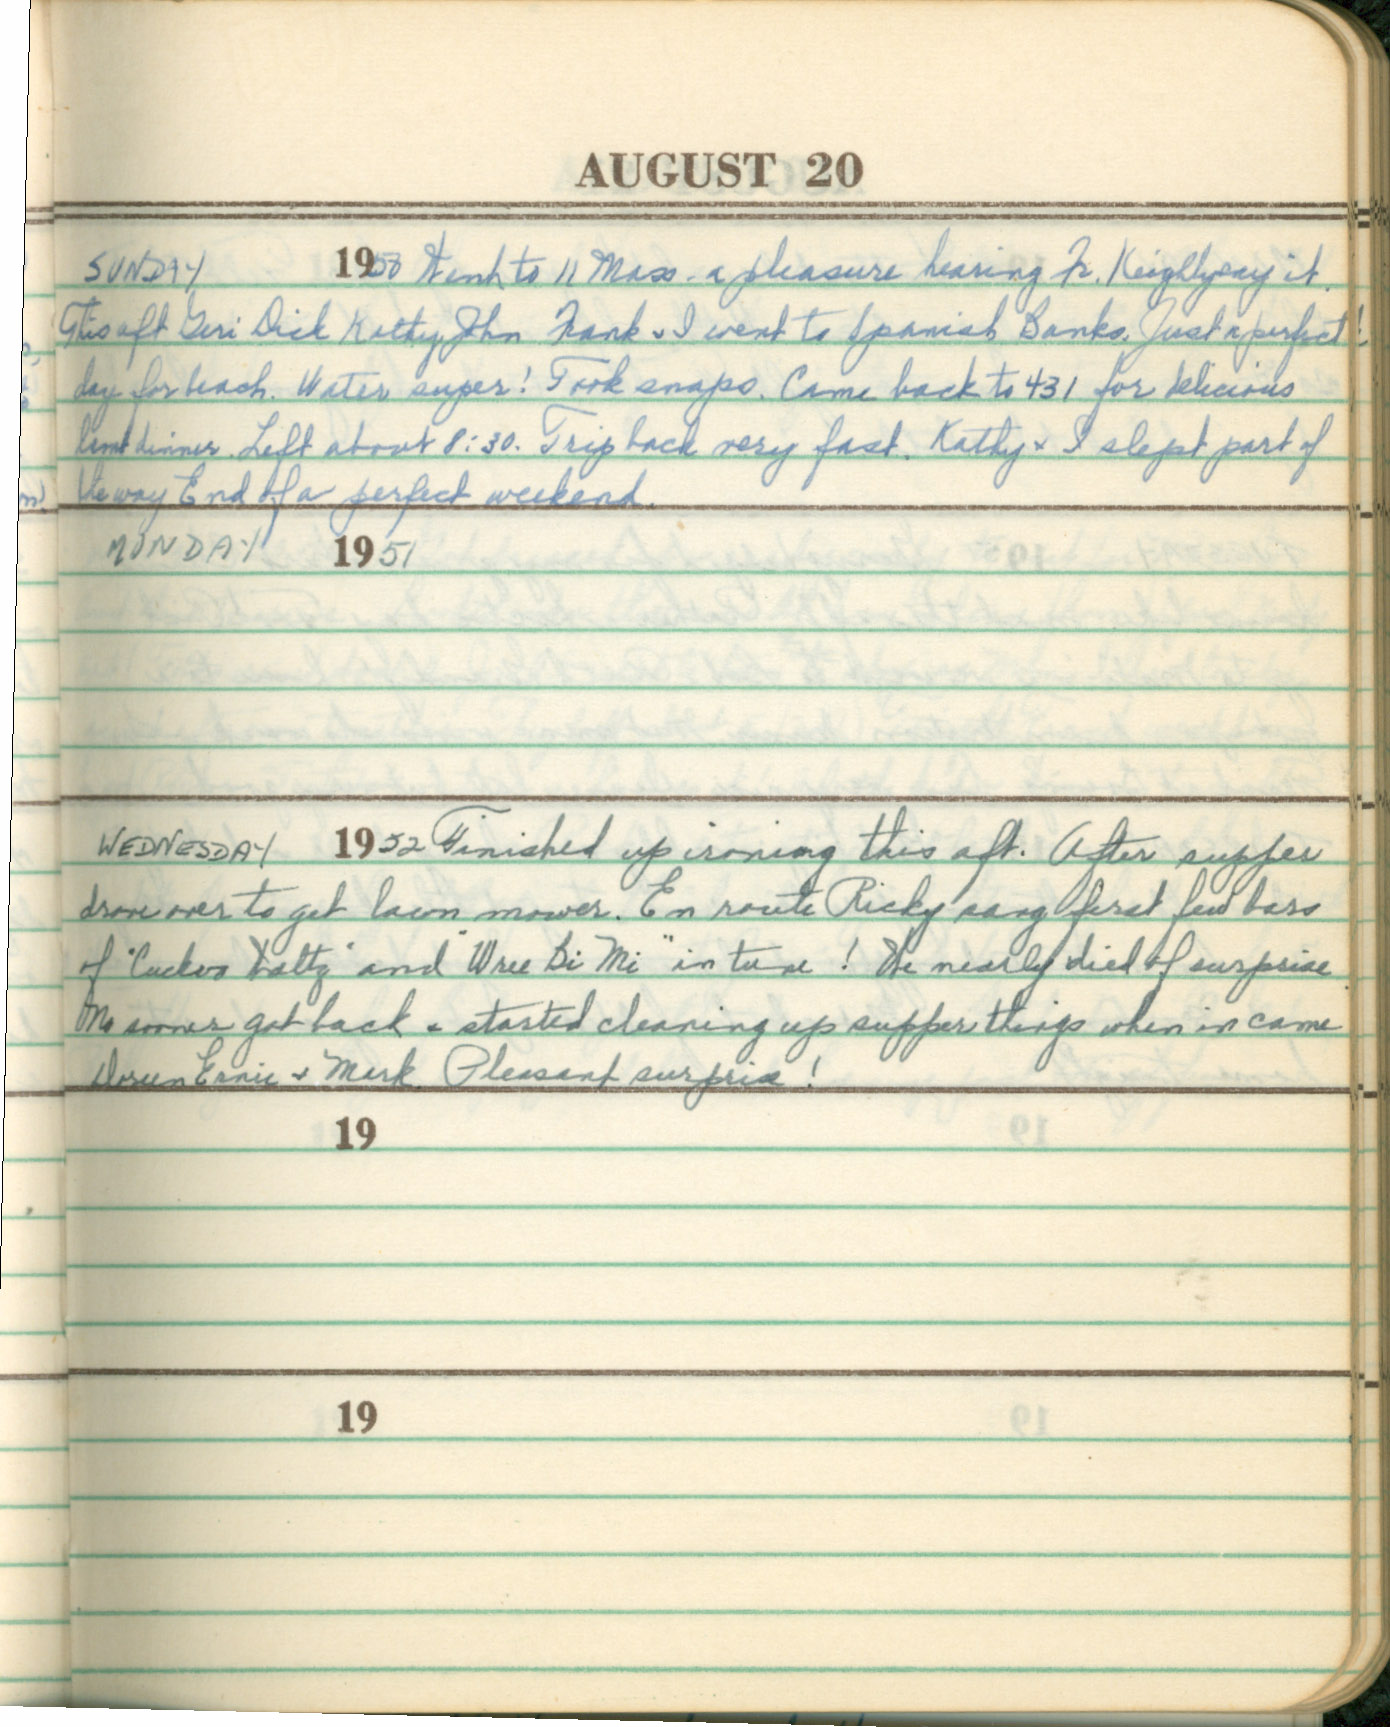 AUGUST 20
SUNDAY 1950 Went to 11 Mass. a pleasure hearing Fr. Keighly say it.
This aft Geri Dick Kathy John Frank & I went to Spanish Banks. Just a perfect!
day for beach. Water super! Took snaps. Came back to 431 for delicious
dinner. Left about 8:30. Trip back very fast. Kathy & I slept part of
the way End of a perfect weekend.
MONDAY 1951
WEDNESDAY 1952 Finished up ironing this aft. After supper
drove over to get lawn mower. En route Ricky sang first few bars
of "Cuckoo Waltz" and "Wree Di Mi" in tune! We nearly died of surprise.
No sooner got back & started cleaning up supper things when in came
Doreen Ernie & Mark. Pleasant surprise!
19
19